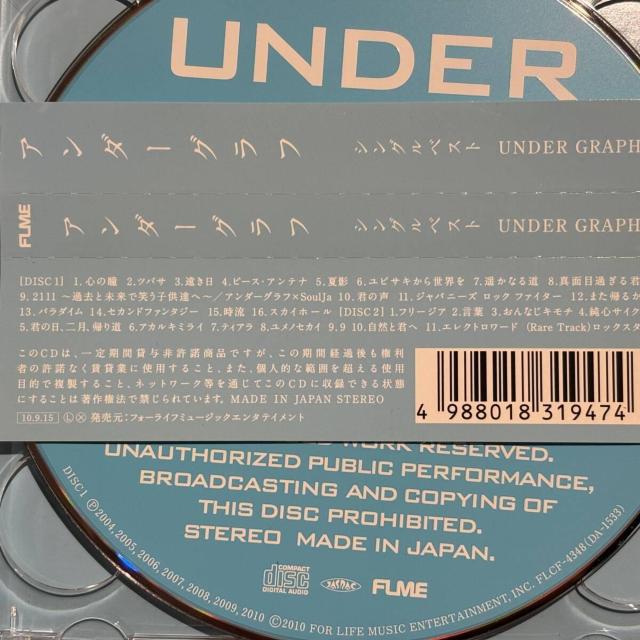 UNDER
アンダーグラフ シングルベスト UNDER GRAPH
FLME アンダーグラフ シングルベスト UNDER GRAPH
[DISC 1] 1.心の瞳 2.ツバサ 3.遠き日 4.ピース・アンテナ 5.夏影 6.ユビサキから世界を 7.遥かなる道 8.真面目過ぎる君
9.2111 〜過去と未来で笑う子供達へ〜/アンダーグラフ×SoulJa 10.君の声 11.ジャパニーズ ロック ファイター 12.また帰るか
13.パラダイム 14.セカンドファンタジー 15.時流 16.スカイホール [DISC 2] 1.フリージア 2.言葉 3.おんなじキモチ 4.純心サイク
5.君の日、二月、帰り道 6.アカルキミライ 7.ティアラ 8.ユメノセカイ 9.9 10.自然と君へ 11.エレクトロワード (Rare Track)ロックスタ
このCDは、一定期間貸与非許諾商品ですが、この期間経過後も権利
者の許諾なく賃貸業に使用すること、また、個人的な範囲を超える使用
目的で複製すること、ネットワーク等を通じてこのCDに収録できる状態
にすることは著作権法で禁じられています。MADE IN JAPAN STEREO
10.9.15 Ⓛ Ⓧ 発売元:フォーライフミュージックエンタテイメント
4 988018 319474
WORK RESERVED.
UNAUTHORIZED PUBLIC PERFORMANCE,
BROADCASTING AND COPYING OF
THIS DISC PROHIBITED.
STEREO MADE IN JAPAN.
COMPACT disc DIGITAL AUDIO JASRAC FLME
DISC1 ℗2004, 2005, 2006, 2007, 2008, 2009, 2010 ©2010 FOR LIFE MUSIC ENTERTAINMENT, INC. FLCF-4348(DA-1533)